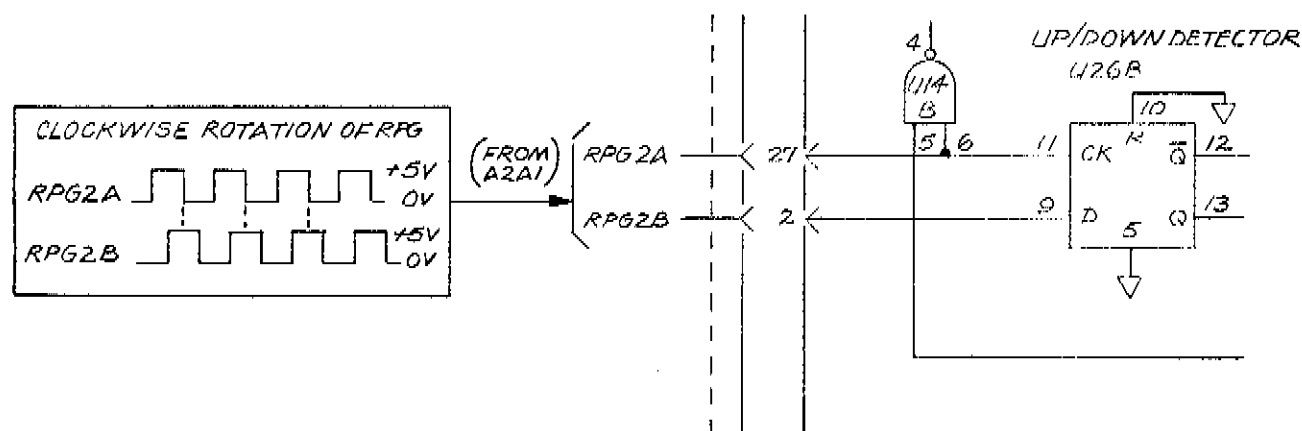 CLOCKWISE ROTATION OF RPG
RPG2A
+5V
0V
RPG2B
+5V
0V
(FROM
A2A1)
RPG2A
27
RPG2B
2
4
U14
B
5
6
UP/DOWN DETECTOR
U26B
10
R
11
CK
Q
12
9
D
Q
13
S